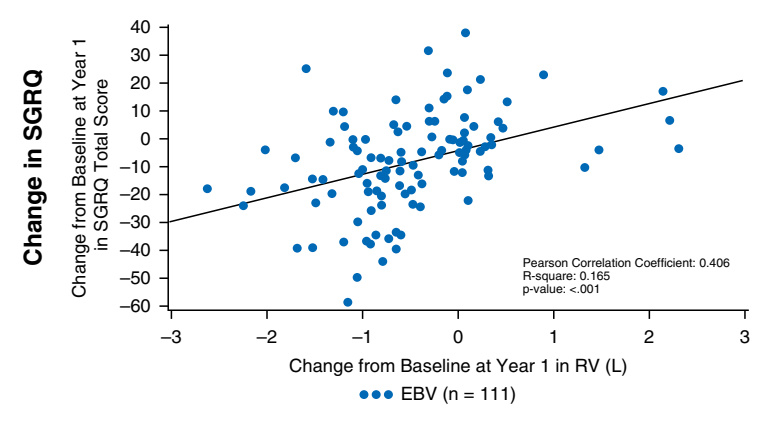 Change in SGRQ
Change from Baseline at Year 1
in SGRQ Total Score
40
30
20
10
0
–10
–20
–30
–40
–50
–60
Pearson Correlation Coefficient: 0.406
R-square: 0.165
p-value: <.001
–3
–2
–1
0
1
2
3
Change from Baseline at Year 1 in RV (L)
EBV (n = 111)